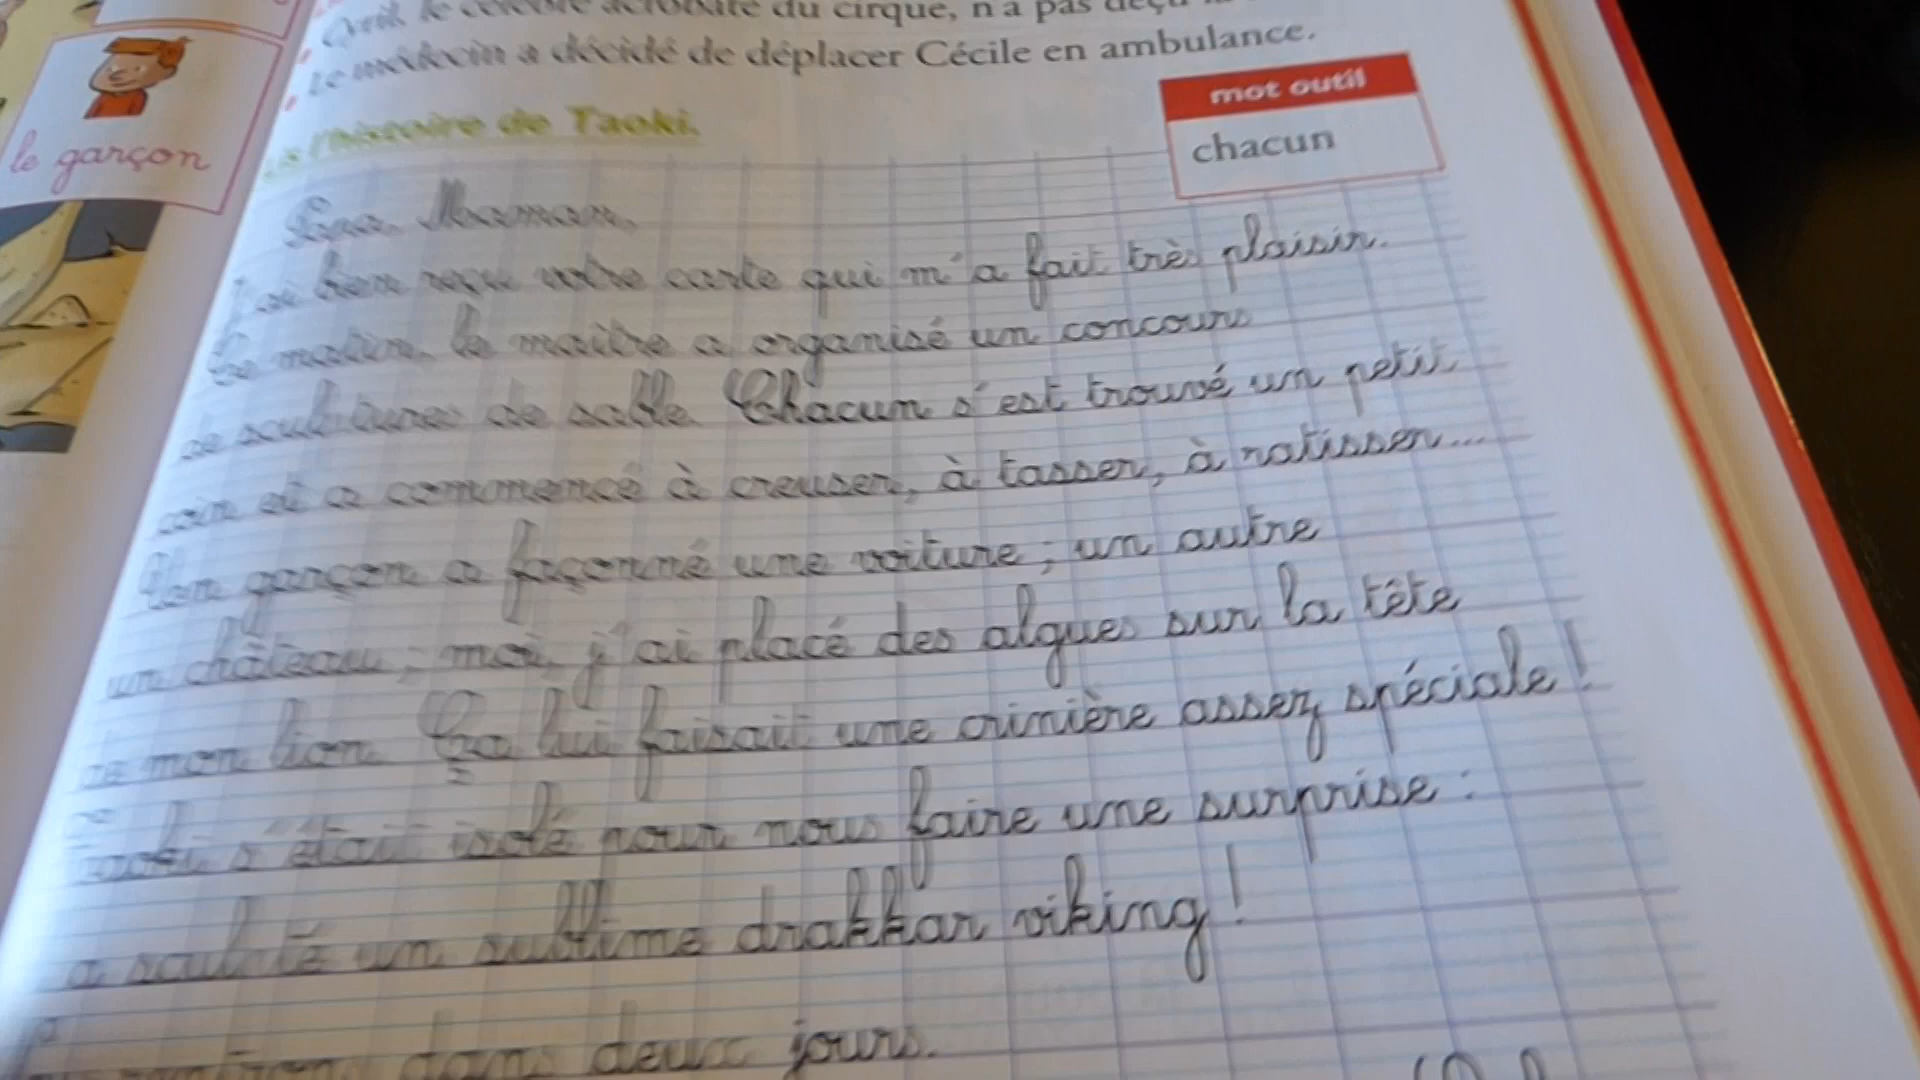 le célèbre acrobate du cirque, n'a pas déçu
Le médecin a décidé de déplacer Cécile en ambulance.
mot outil
chacun
le garçon
l'histoire de Taoki.
Papa, Maman,
J'ai bien reçu votre carte qui m'a fait très plaisir.
Ce matin, le maître a organisé un concours
de sculptures de sable. Chacun s'est trouvé un petit
coin et a commencé à creuser, à tasser, à ratisser...
Un garçon a façonné une voiture ; un autre
un château ; moi, j'ai placé des algues sur la tête
de mon lion. Ça lui faisait une crinière assez spéciale !
Taoki s'était isolé pour nous faire une surprise :
a sculpté un sublime drakkar viking !
dans deux jours.